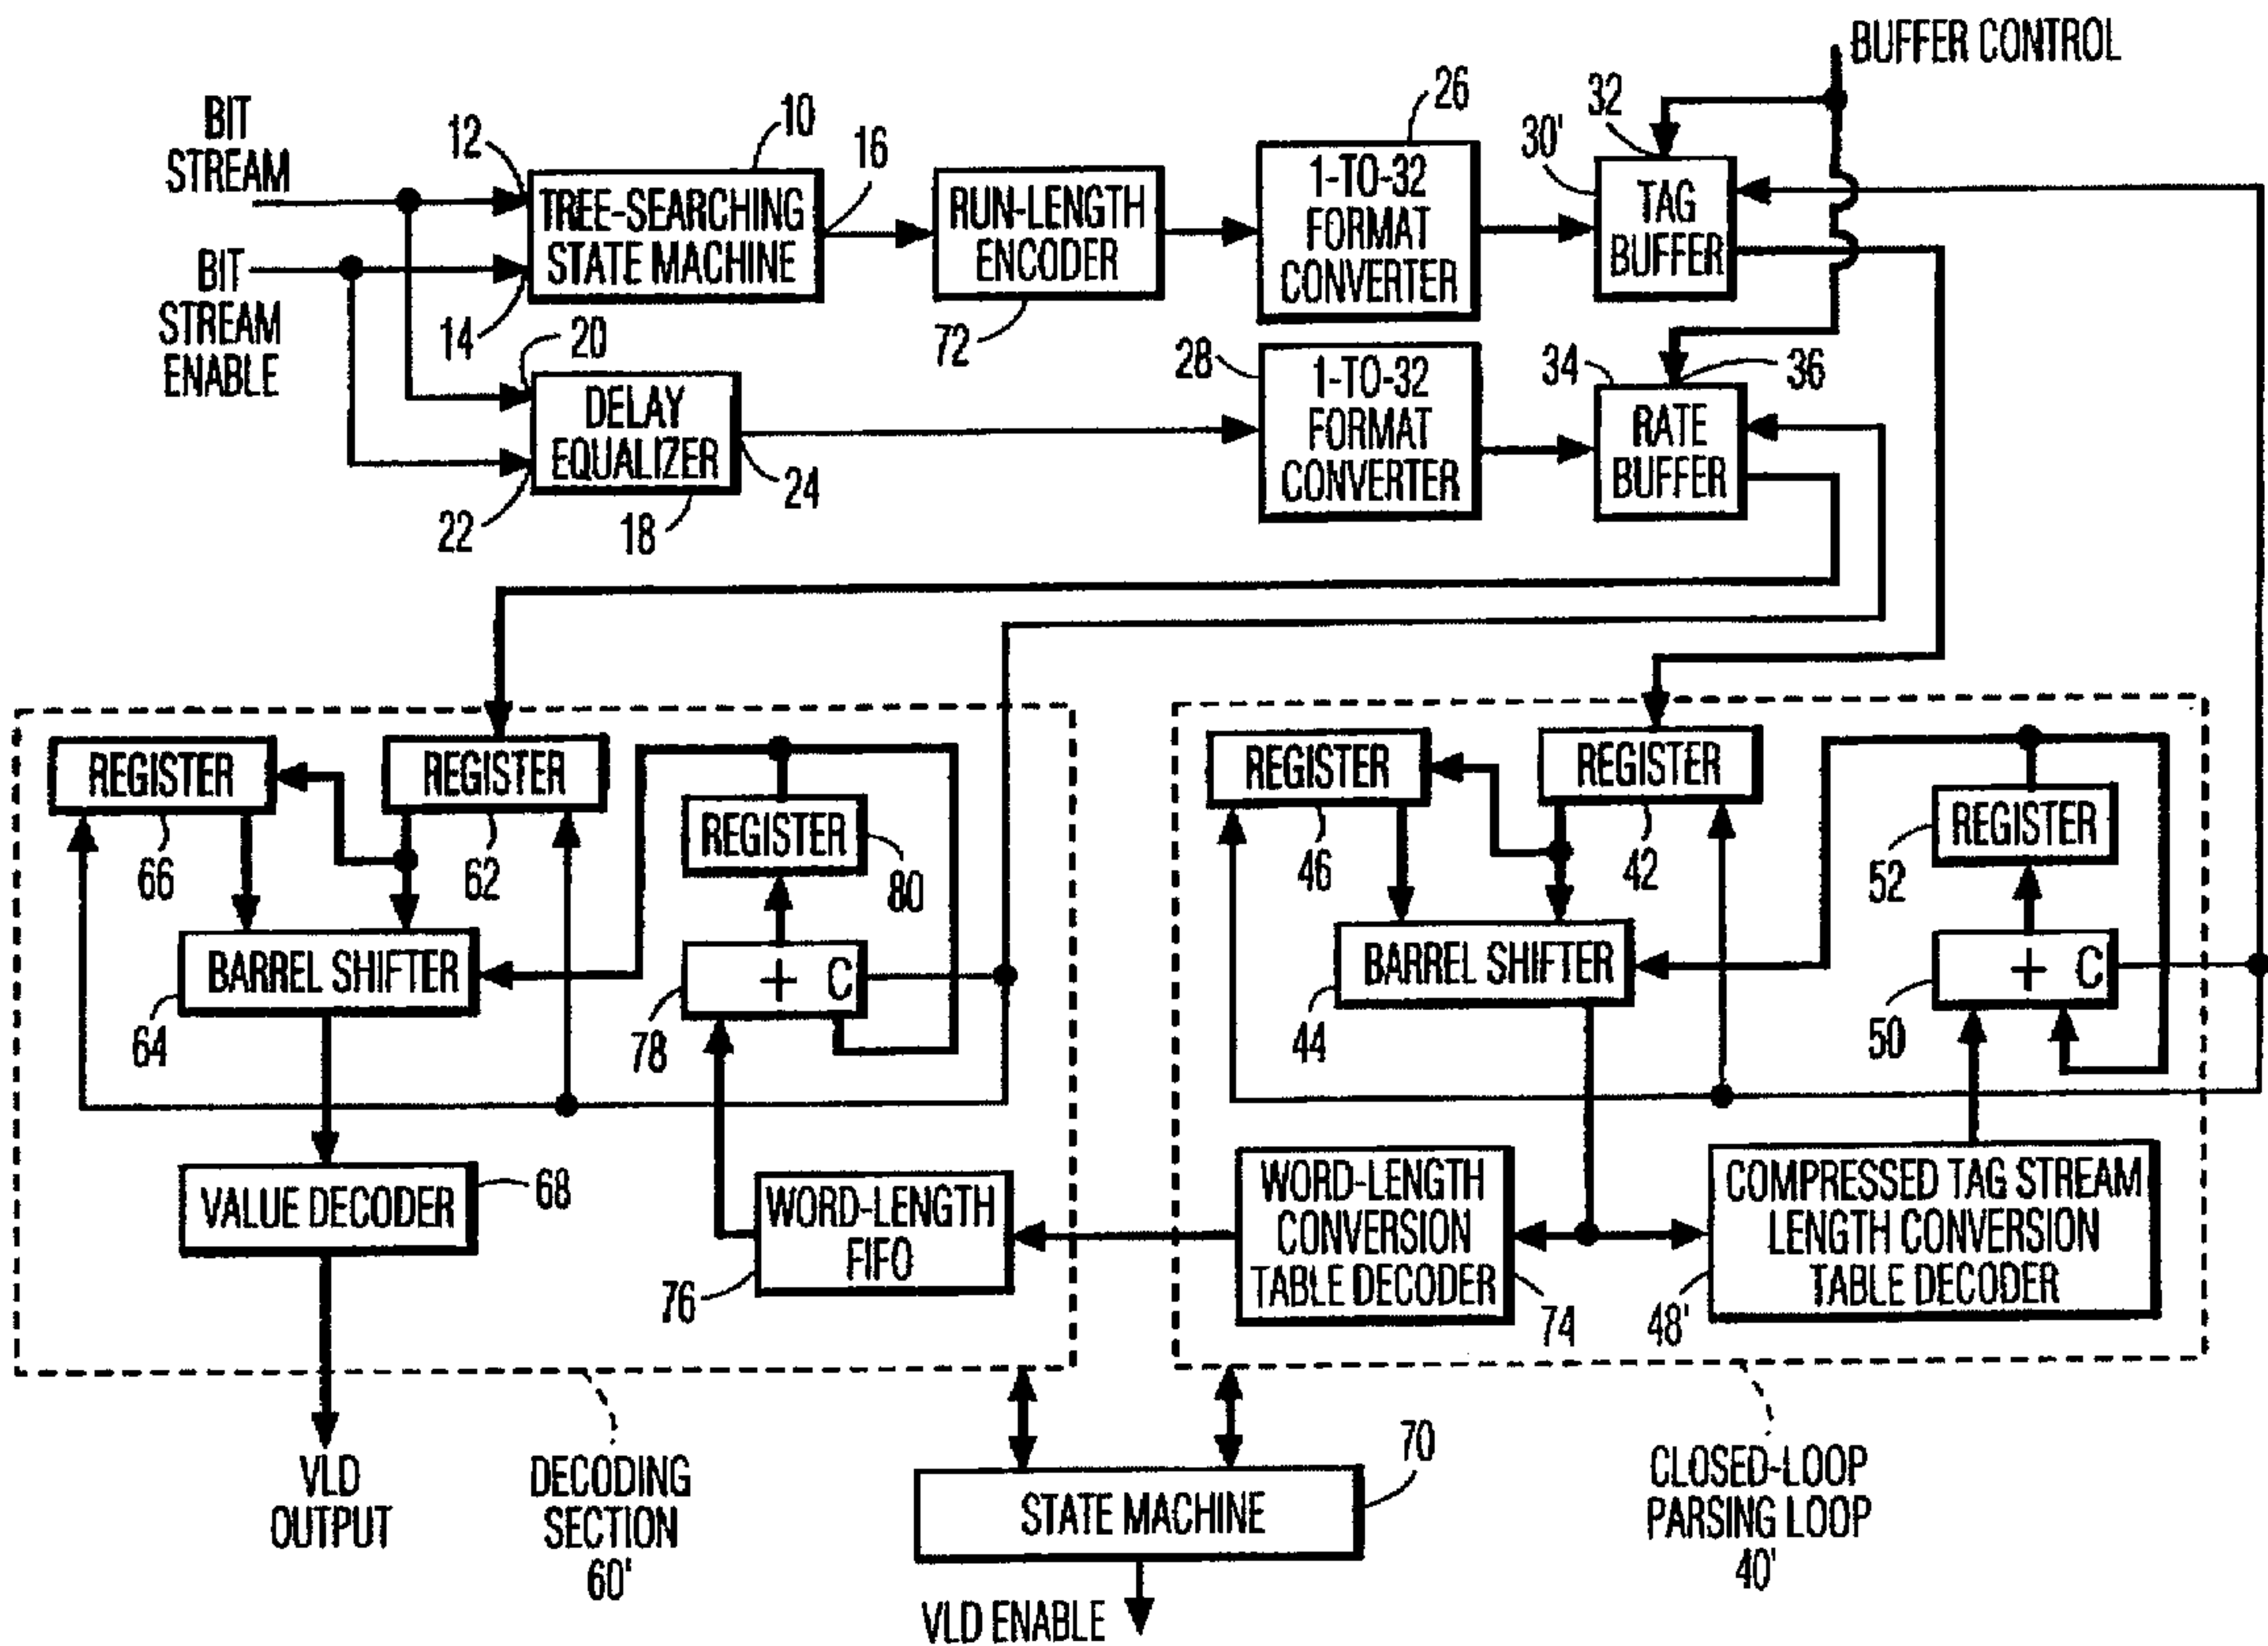 BUFFER CONTROL
BIT
STREAM
12
10
16
26
32
30'
TREE-SEARCHING
STATE MACHINE
RUN-LENGTH
ENCODER
1-TO-32
FORMAT
CONVERTER
TAG
BUFFER
BIT
STREAM
ENABLE
14
20
72
28
34
36
DELAY
EQUALIZER
1-TO-32
FORMAT
CONVERTER
RATE
BUFFER
22
18
24
REGISTER
REGISTER
REGISTER
66
62
80
REGISTER
REGISTER
REGISTER
46
42
52
BARREL SHIFTER
64
+ C
78
BARREL SHIFTER
44
+ C
50
VALUE DECODER
68
WORD-LENGTH
FIFO
76
WORD-LENGTH
CONVERSION
TABLE DECODER
74
COMPRESSED TAG STREAM
LENGTH CONVERSION
TABLE DECODER
48'
VLD
OUTPUT
DECODING
SECTION
60'
STATE MACHINE
70
CLOSED-LOOP
PARSING LOOP
40'
VLD ENABLE